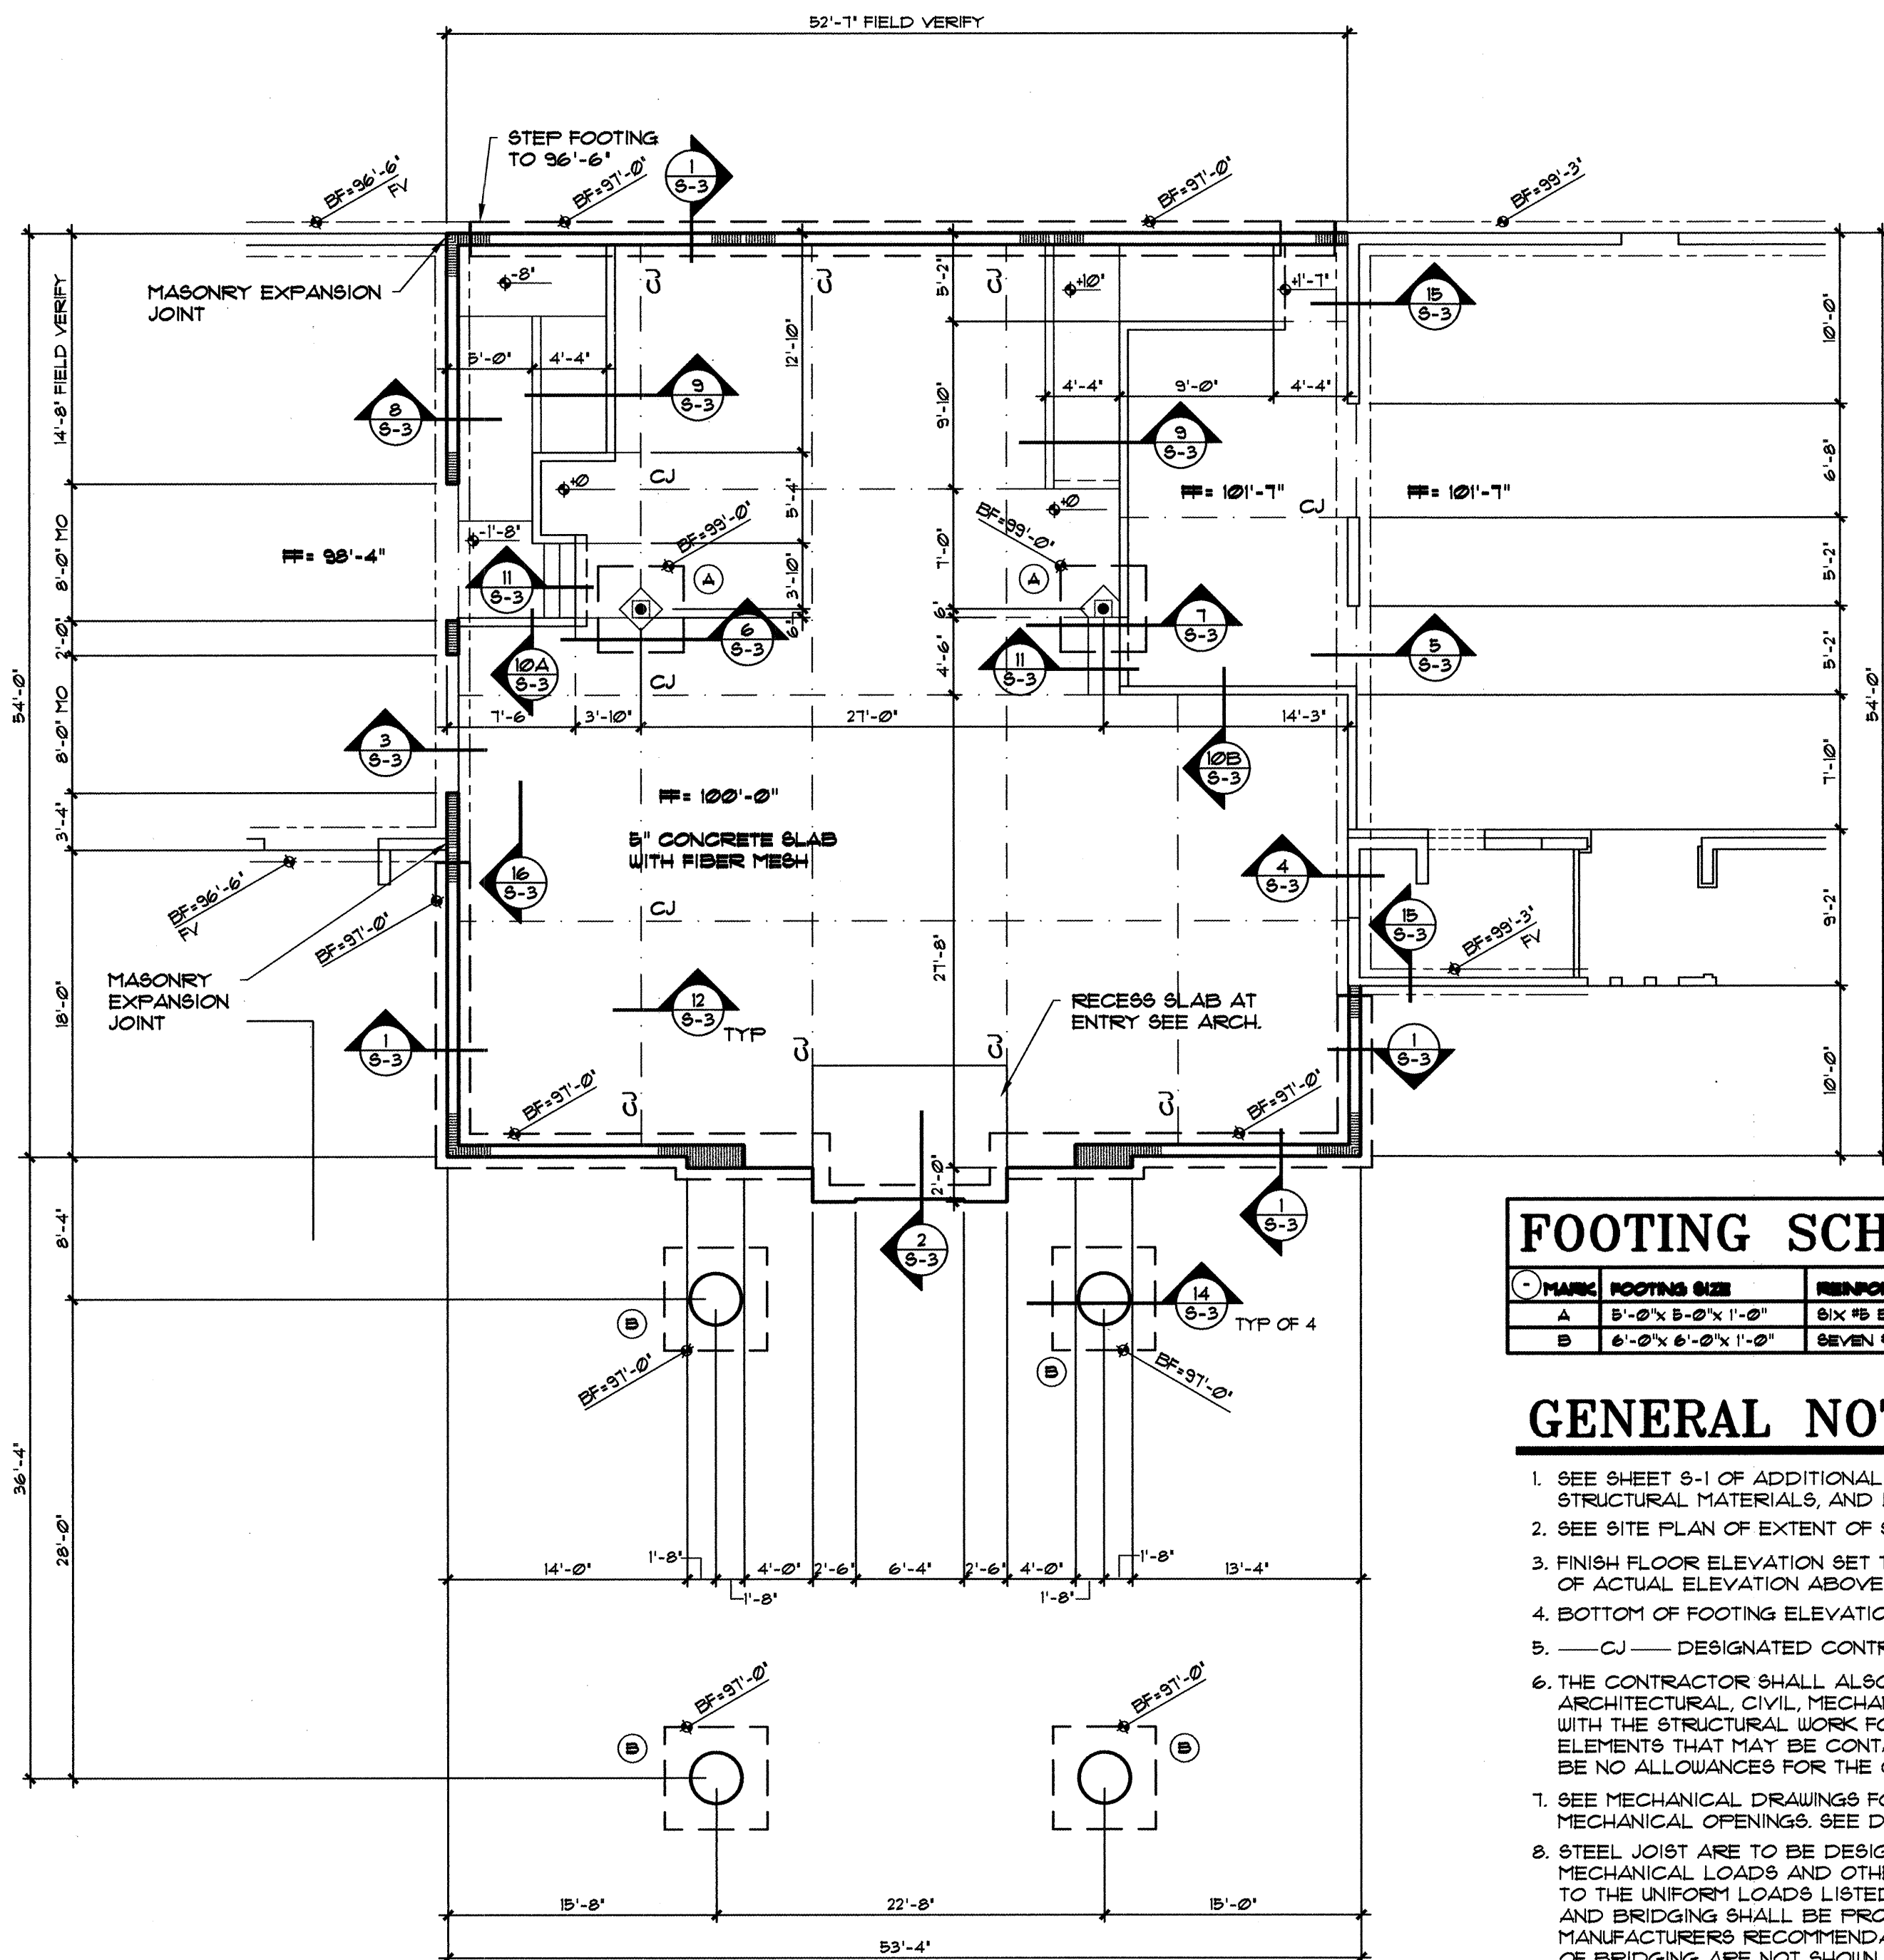 52'-7" FIELD VERIFY
STEP FOOTING
TO 96'-6"
1
S-3
BF=96'-6"
FV
BF=97'-0"
BF=97'-0"
BF=99'-3"
MASONRY EXPANSION
JOINT
-8"
CJ
CJ
CJ
+10"
+1'-7"
15
S-3
14'-8" FIELD VERIFY
5'-2"
12'-10"
10'-0"
5'-0"
4'-4"
9
S-3
8
S-3
9'-10"
4'-4"
9'-0"
4'-4"
9
S-3
6'-8"
CJ
+0
5'-4"
+0
FF= 101'-7"
CJ
FF= 101'-7"
-1'-8"
BF=99'-0"
BF=99'-0"
8'-0" MO
FF= 98'-4"
11
S-3
A
3'-10"
7'-0"
A
5'-2"
6"
6"
6
S-3
7
S-3
2'-0"
10A
S-3
CJ
4'-6"
11
S-3
5
S-3
5'-2"
54'-0"
54'-0"
7'-6"
3'-10"
27'-0"
14'-3"
8'-0" MO
3
S-3
10B
S-3
7'-10"
FF= 100'-0"
5" CONCRETE SLAB
WITH FIBER MESH
3'-4"
16
S-3
4
S-3
BF=96'-6"
FV
BF=97'-0"
CJ
15
S-3
BF=99'-3"
FV
9'-2"
27'-8"
MASONRY
EXPANSION
JOINT
18'-0"
12
S-3
TYP
RECESS SLAB AT
ENTRY SEE ARCH.
1
S-3
CJ
CJ
1
S-3
10'-0"
BF=97'-0"
CJ
CJ
BF=97'-0"
2'-0"
8'-4"
2
S-3
1
S-3
FOOTING SCH
- MARK
FOOTING SIZE
REINFOR
A
5'-0"x 5-0"x 1'-0"
SIX #5 E
B
6'-0"x 6'-0"x 1'-0"
SEVEN
B
14
S-3
TYP OF 4
BF=97'-0"
B
BF=97'-0"
GENERAL NOT
36'-4"
28'-0"
1. SEE SHEET S-1 OF ADDITIONAL
STRUCTURAL MATERIALS, AND
2. SEE SITE PLAN OF EXTENT OF S
3. FINISH FLOOR ELEVATION SET T
OF ACTUAL ELEVATION ABOVE
4. BOTTOM OF FOOTING ELEVATIO
5. —CJ— DESIGNATED CONTR
6. THE CONTRACTOR SHALL ALSO
ARCHITECTURAL, CIVIL, MECHAN
WITH THE STRUCTURAL WORK FO
ELEMENTS THAT MAY BE CONTA
BE NO ALLOWANCES FOR THE
7. SEE MECHANICAL DRAWINGS FO
MECHANICAL OPENINGS. SEE D
8. STEEL JOIST ARE TO BE DESIG
MECHANICAL LOADS AND OTHE
TO THE UNIFORM LOADS LISTED
AND BRIDGING SHALL BE PRO
MANUFACTURERS RECOMMENDA
OF BRIDGING ARE NOT SHOWN
14'-0"
1'-8"
1'-8"
4'-0"
2'-6"
6'-4"
2'-6"
4'-0"
1'-8"
1'-8"
13'-4"
BF=97'-0"
BF=97'-0"
B
B
15'-8"
22'-8"
15'-0"
53'-4"